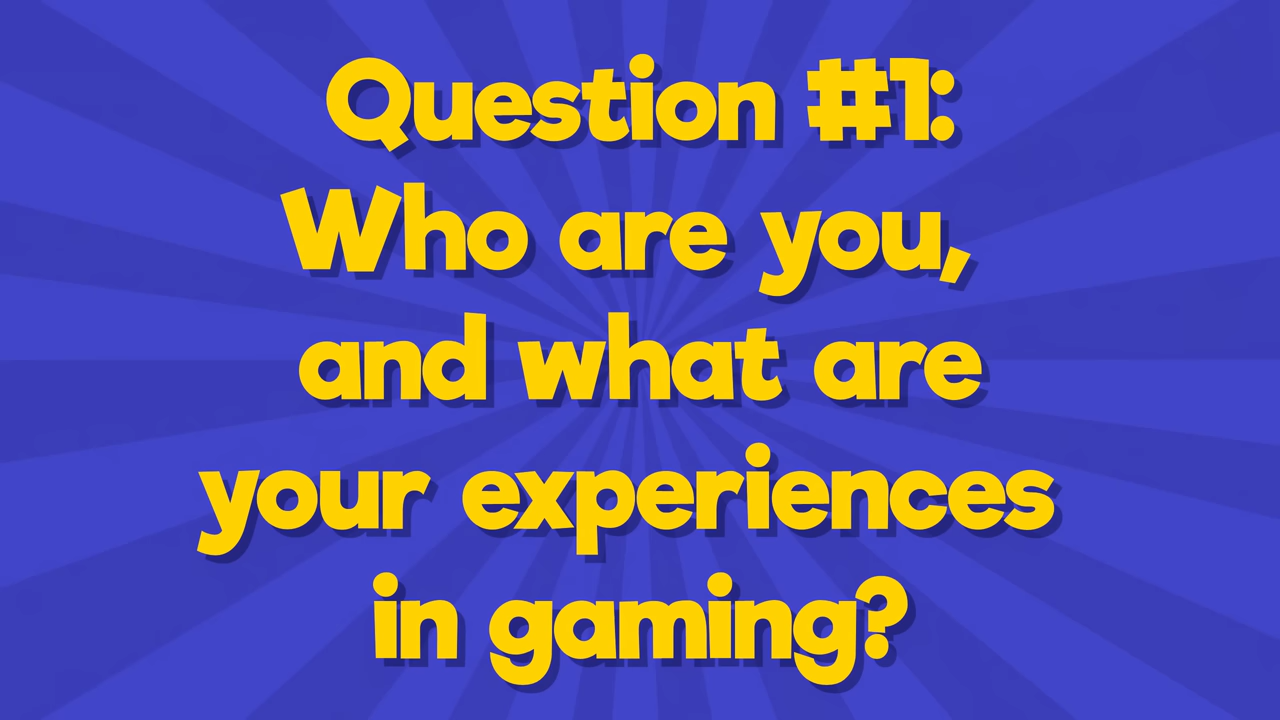 Question #1:
Who are you,
and what are
your experiences
in gaming?